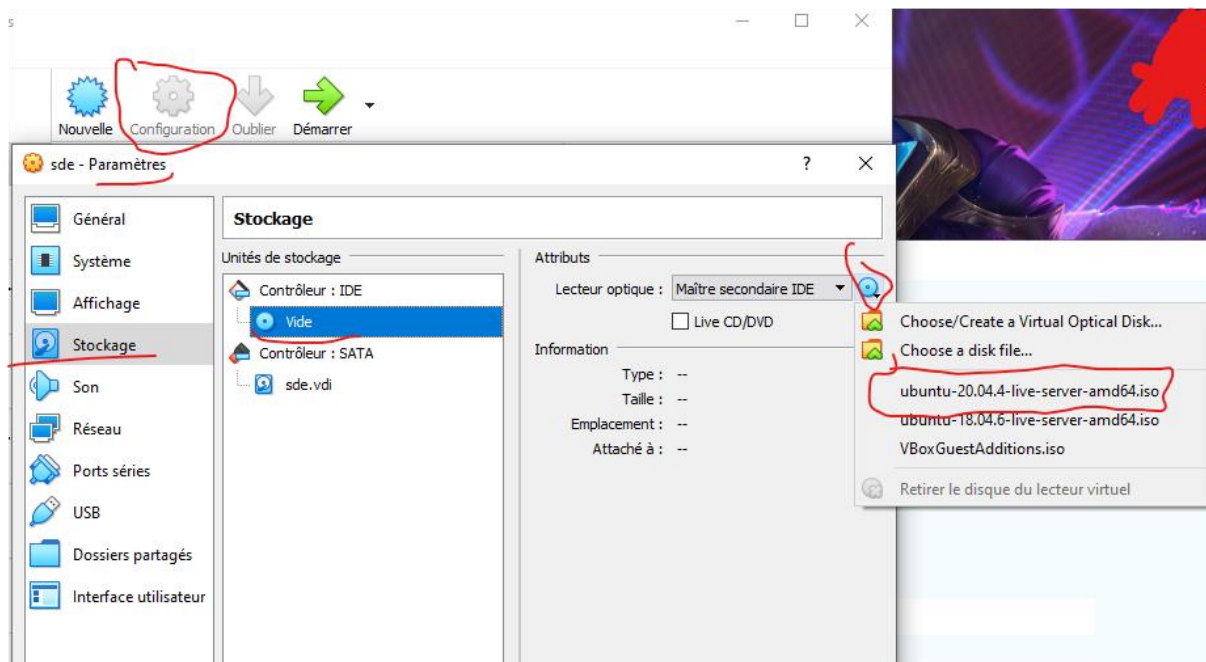 s
Nouvelle Configuration Oublier Démarrer
sde - Paramètres
?
Général
Système
Affichage
Stockage
Son
Réseau
Ports séries
USB
Dossiers partagés
Interface utilisateur
Stockage
Unités de stockage
Contrôleur : IDE
Vide
Contrôleur : SATA
sde.vdi
Attributs
Lecteur optique : Maître secondaire IDE
Live CD/DVD
Information
Type : --
Taille : --
Emplacement : --
Attaché à : --
Choose/Create a Virtual Optical Disk...
Choose a disk file...
ubuntu-20.04.4-live-server-amd64.iso
ubuntu-18.04.6-live-server-amd64.iso
VBoxGuestAdditions.iso
Retirer le disque du lecteur virtuel